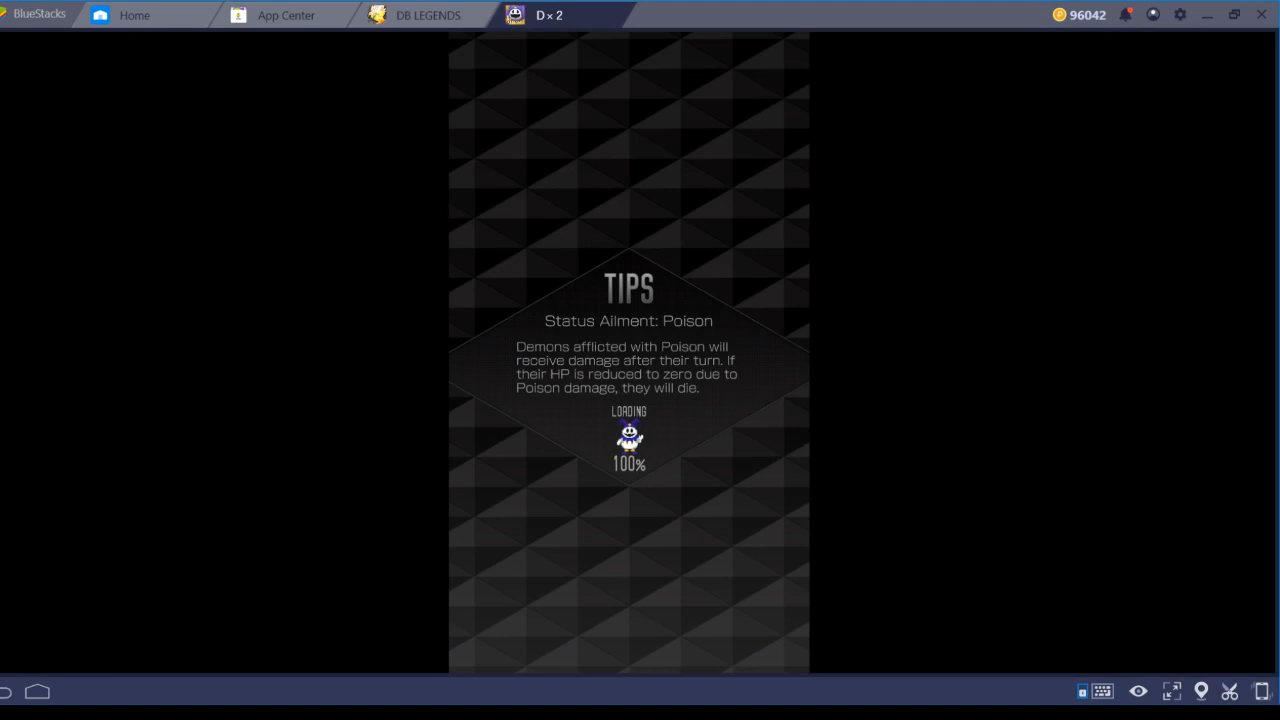 BlueStacks
Home
App Center
DB LEGENDS
D×2
P 96042
TIPS
Status Ailment: Poison
Demons afflicted with Poison will
receive damage after their turn. If
their HP is reduced to zero due to
Poison damage, they will die.
LOADING
100%